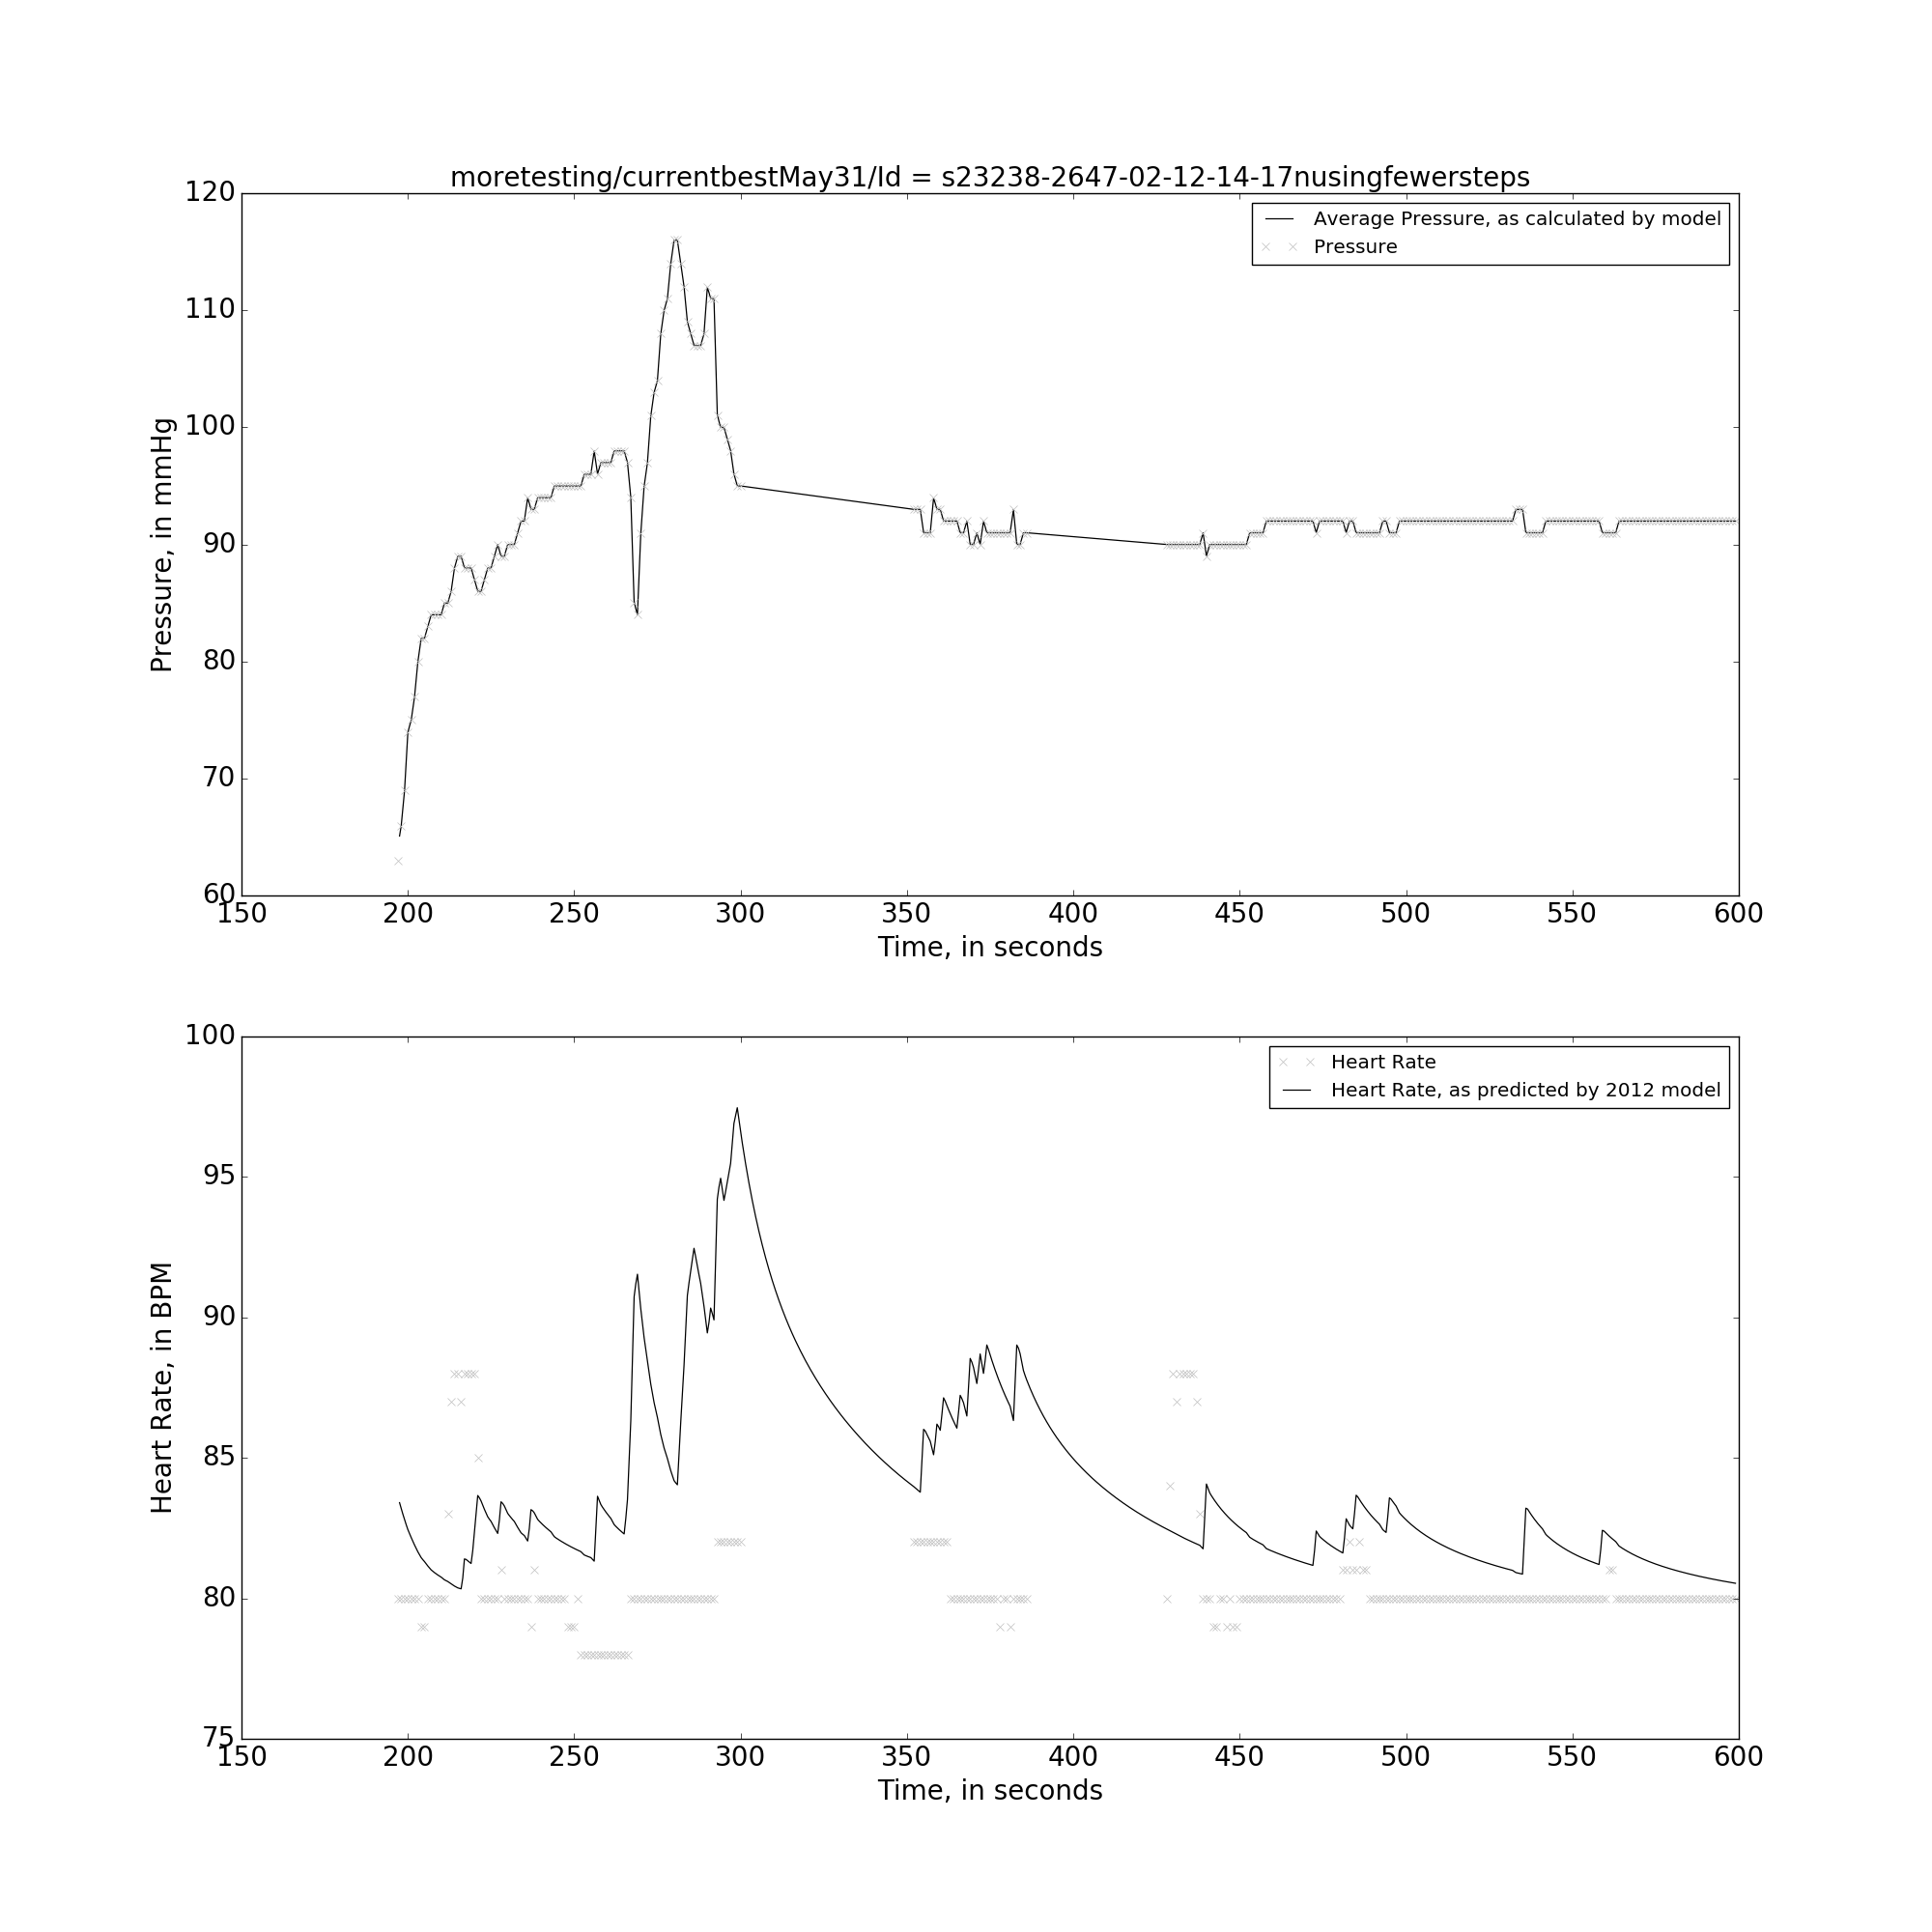 moretesting/currentbestMay31/Id = s23238-2647-02-12-14-17nusingfewersteps
120
110
100
90
80
70
60
Pressure, in mmHg
Average Pressure, as calculated by model
Pressure
150 200 250 300 350 400 450 500 550 600
Time, in seconds
100
95
90
85
80
75
Heart Rate, in BPM
Heart Rate
Heart Rate, as predicted by 2012 model
150 200 250 300 350 400 450 500 550 600
Time, in seconds